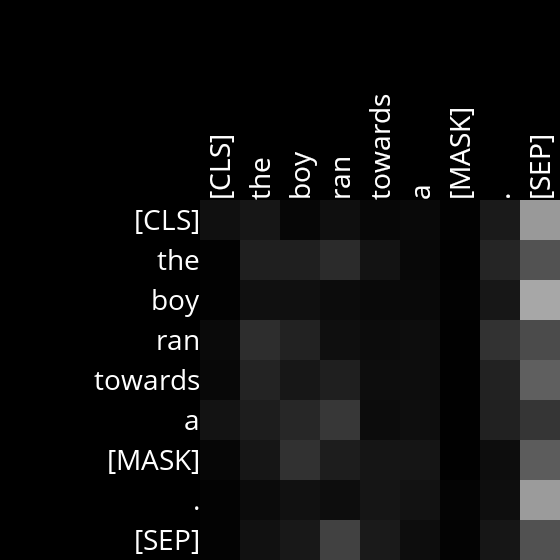 [CLS] the boy ran towards a [MASK] . [SEP]
[CLS]
the
boy
ran
towards
a
[MASK]
.
[SEP]